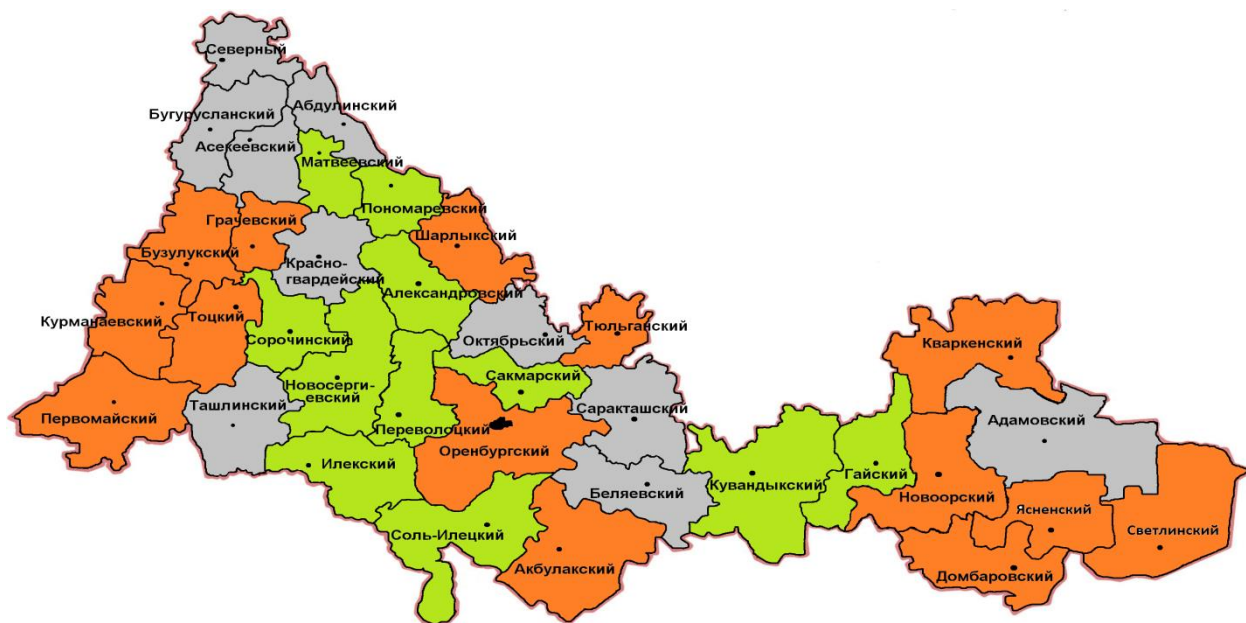 Северный
Абдулинский
Бугурусланский
Асекеевский
Матвеевский
Пономаревский
Грачевский
Шарлыкский
Бузулукский
Красно-
гвардейский
Александровский
Курманаевский
Тоцкий
Тюльганский
Сорочинский
Октябрьский
Кваркенский
Сакмарский
Новосерги-
евский
Ташлинский
Саракташский
Первомайский
Адамовский
Переволоцкий
Оренбургский
Илекский
Беляевский
Кувандыкский
Гайский
Новоорский
Ясненский
Светлинский
Соль-Илецкий
Акбулакский
Домбаровский